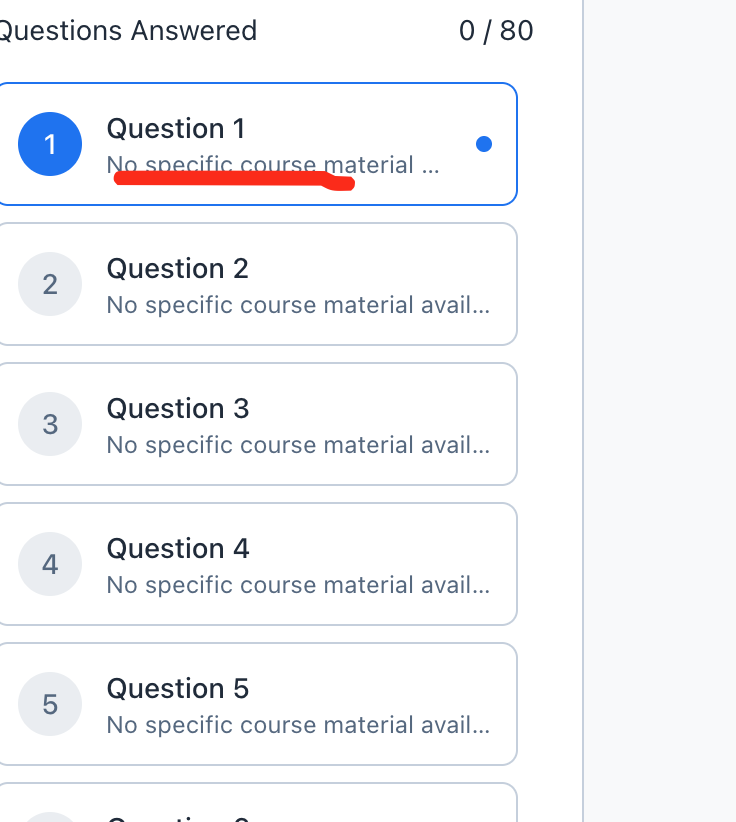 Questions Answered 0 / 80
1 Question 1
No specific course material ...
2 Question 2
No specific course material avail...
3 Question 3
No specific course material avail...
4 Question 4
No specific course material avail...
5 Question 5
No specific course material avail...